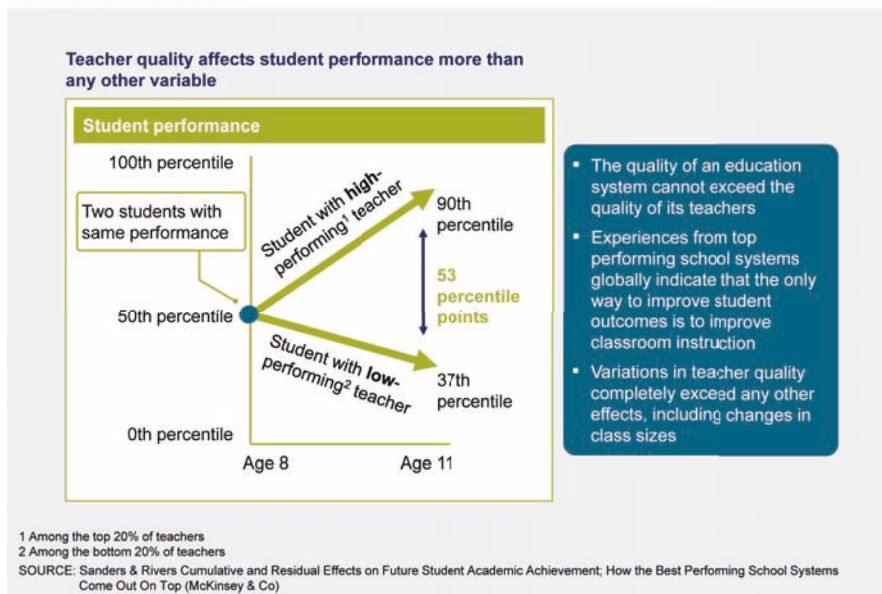 Teacher quality affects student performance more than
any other variable
Student performance
100th percentile
Two students with
same performance
50th percentile
0th percentile
Student with high-
performing¹ teacher
90th
percentile
53
percentile
points
Student with low-
performing² teacher
37th
percentile
Age 8
Age 11
▪ The quality of an education
system cannot exceed the
quality of its teachers
▪ Experiences from top
performing school systems
globally indicate that the only
way to improve student
outcomes is to improve
classroom instruction
▪ Variations in teacher quality
completely exceed any other
effects, including changes in
class sizes
1 Among the top 20% of teachers
2 Among the bottom 20% of teachers
SOURCE: Sanders & Rivers Cumulative and Residual Effects on Future Student Academic Achievement; How the Best Performing School Systems
Come Out On Top (McKinsey & Co)